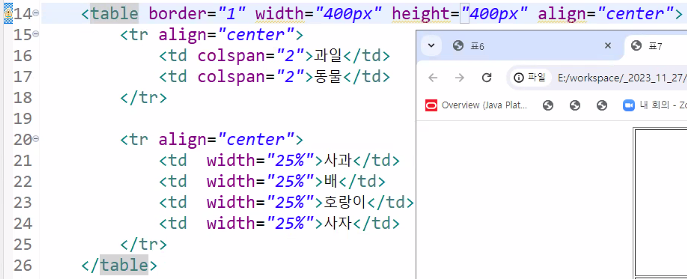 14 <table border="1" width="400px" height="400px" align="center">
15 <tr align="center">
16 <td colspan="2">과일</td>
17 <td colspan="2">동물</td>
18 </tr>
19
20 <tr align="center">
21 <td  width="25%">사과</td>
22 <td  width="25%">배</td>
23 <td  width="25%">호랑이</td>
24 <td  width="25%">사자</td>
25 </tr>
26 </table>
표6
표7
파일 E:/workspace/_2023_11_27/
Overview (Java Plat...
내 회의 - Zo